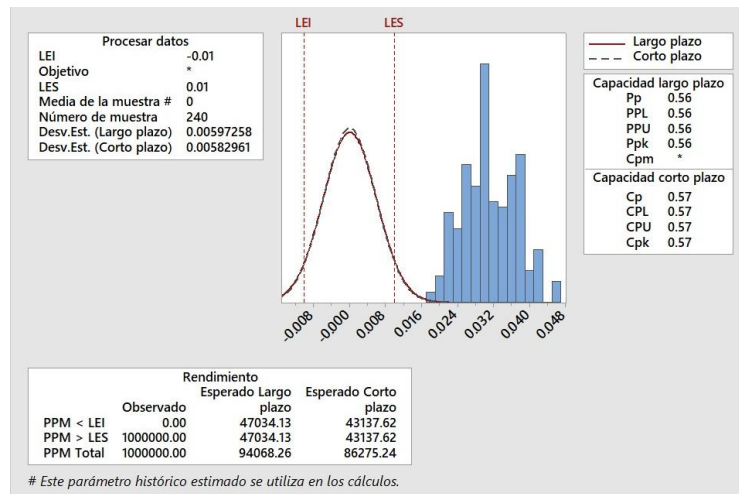 LEI LES
Procesar datos
LEI -0.01
Objetivo *
LES 0.01
Media de la muestra # 0
Número de muestra 240
Desv.Est. (Largo plazo) 0.00597258
Desv.Est. (Corto plazo) 0.00582961
Largo plazo
Corto plazo
Capacidad largo plazo
Pp 0.56
PPL 0.56
PPU 0.56
Ppk 0.56
Cpm *
Capacidad corto plazo
Cp 0.57
CPL 0.57
CPU 0.57
Cpk 0.57
-0.008 -0.000 0.008 0.016 0.024 0.032 0.040 0.048
Rendimiento
Esperado Largo Esperado Corto
Observado plazo plazo
PPM < LEI 0.00 47034.13 43137.62
PPM > LES 1000000.00 47034.13 43137.62
PPM Total 1000000.00 94068.26 86275.24
# Este parámetro histórico estimado se utiliza en los cálculos.